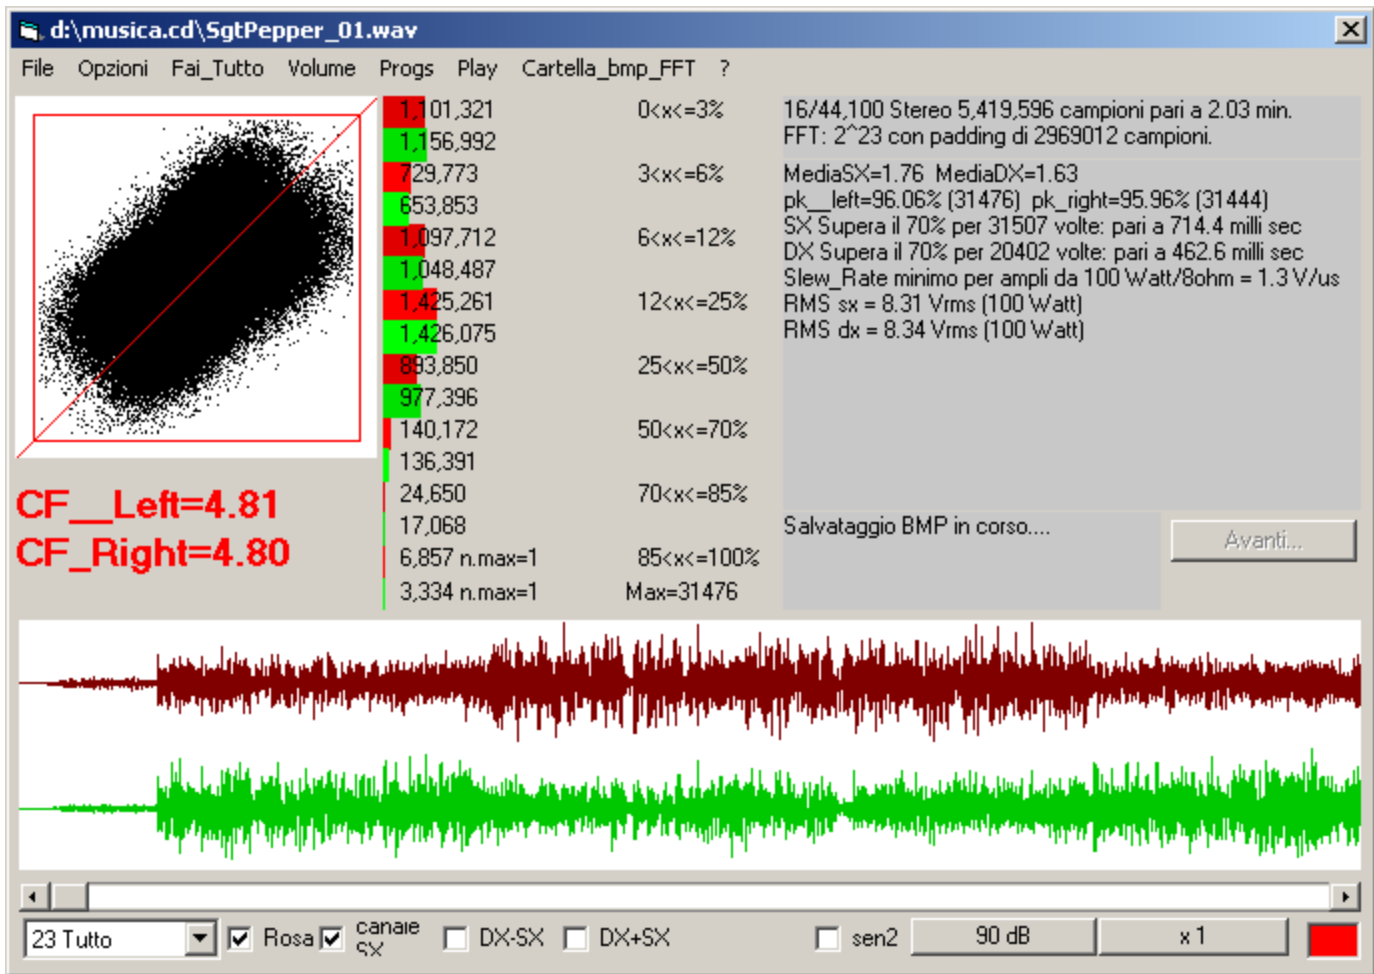 d:\musica.cd\SgtPepper_01.wav
File Opzioni Fai_Tutto Volume Progs Play Cartella_bmp_FFT ?
1,101,321 0<x<=3%
1,156,992
729,773 3<x<=6%
653,853
1,097,712 6<x<=12%
1,048,487
1,425,261 12<x<=25%
1,426,075
893,850 25<x<=50%
977,396
140,172 50<x<=70%
136,391
24,650 70<x<=85%
17,068
6,857 n.max=1 85<x<=100%
3,334 n.max=1 Max=31476
16/44,100 Stereo 5,419,596 campioni pari a 2.03 min.
FFT: 2^23 con padding di 2969012 campioni.
MediaSX=1.76 MediaDX=1.63
pk__left=96.06% (31476) pk_right=95.96% (31444)
SX Supera il 70% per 31507 volte: pari a 714.4 milli sec
DX Supera il 70% per 20402 volte: pari a 462.6 milli sec
Slew_Rate minimo per ampli da 100 Watt/8ohm = 1.3 V/us
RMS sx = 8.31 Vrms (100 Watt)
RMS dx = 8.34 Vrms (100 Watt)
Salvataggio BMP in corso....
Avanti...
CF__Left=4.81
CF_Right=4.80
23 Tutto Rosa canale SX DX-SX DX+SX sen2 90 dB x 1